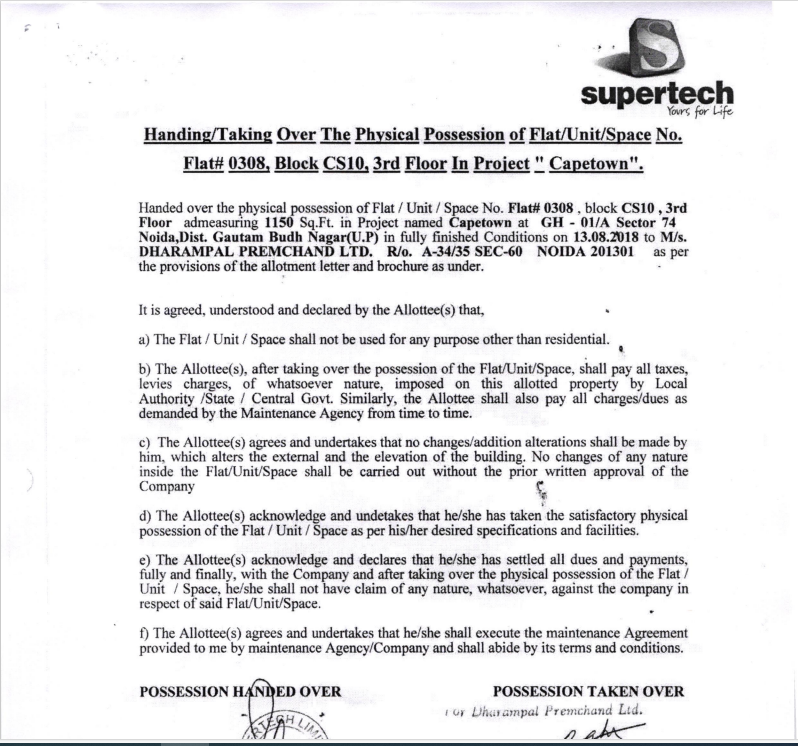 S
supertech
Yours for Life
Handing/Taking Over The Physical Possession of Flat/Unit/Space No.
Flat# 0308, Block CS10, 3rd Floor In Project " Capetown".
Handed over the physical possession of Flat / Unit / Space No. Flat# 0308 , block CS10 , 3rd
Floor admeasuring 1150 Sq.Ft. in Project named Capetown at GH - 01/A Sector 74
Noida,Dist. Gautam Budh Nagar(U.P) in fully finished Conditions on 13.08.2018 to M/s.
DHARAMPAL PREMCHAND LTD. R/o. A-34/35 SEC-60 NOIDA 201301 as per
the provisions of the allotment letter and brochure as under.
It is agreed, understood and declared by the Allottee(s) that,
a) The Flat / Unit / Space shall not be used for any purpose other than residential.
b) The Allottee(s), after taking over the possession of the Flat/Unit/Space, shall pay all taxes,
levies charges, of whatsoever nature, imposed on this allotted property by Local
Authority /State / Central Govt. Similarly, the Allottee shall also pay all charges/dues as
demanded by the Maintenance Agency from time to time.
c) The Allottee(s) agrees and undertakes that no changes/addition alterations shall be made by
him, which alters the external and the elevation of the building. No changes of any nature
inside the Flat/Unit/Space shall be carried out without the prior written approval of the
Company
d) The Allottee(s) acknowledge and undetakes that he/she has taken the satisfactory physical
possession of the Flat / Unit / Space as per his/her desired specifications and facilities.
e) The Allottee(s) acknowledge and declares that he/she has settled all dues and payments,
fully and finally, with the Company and after taking over the physical possession of the Flat /
Unit / Space, he/she shall not have claim of any nature, whatsoever, against the company in
respect of said Flat/Unit/Space.
f) The Allottee(s) agrees and undertakes that he/she shall execute the maintenance Agreement
provided to me by maintenance Agency/Company and shall abide by its terms and conditions.
POSSESSION HANDED OVER POSSESSION TAKEN OVER
For Dharampal Premchand Ltd.
ERTECH LIMI